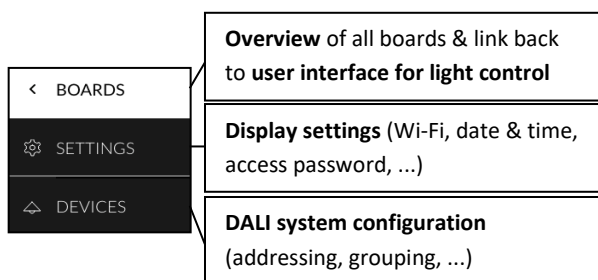 Overview of all boards & link back
to user interface for light control
< BOARDS
SETTINGS
DEVICES
Display settings (Wi-Fi, date & time,
access password, ...)
DALI system configuration
(addressing, grouping, ...)